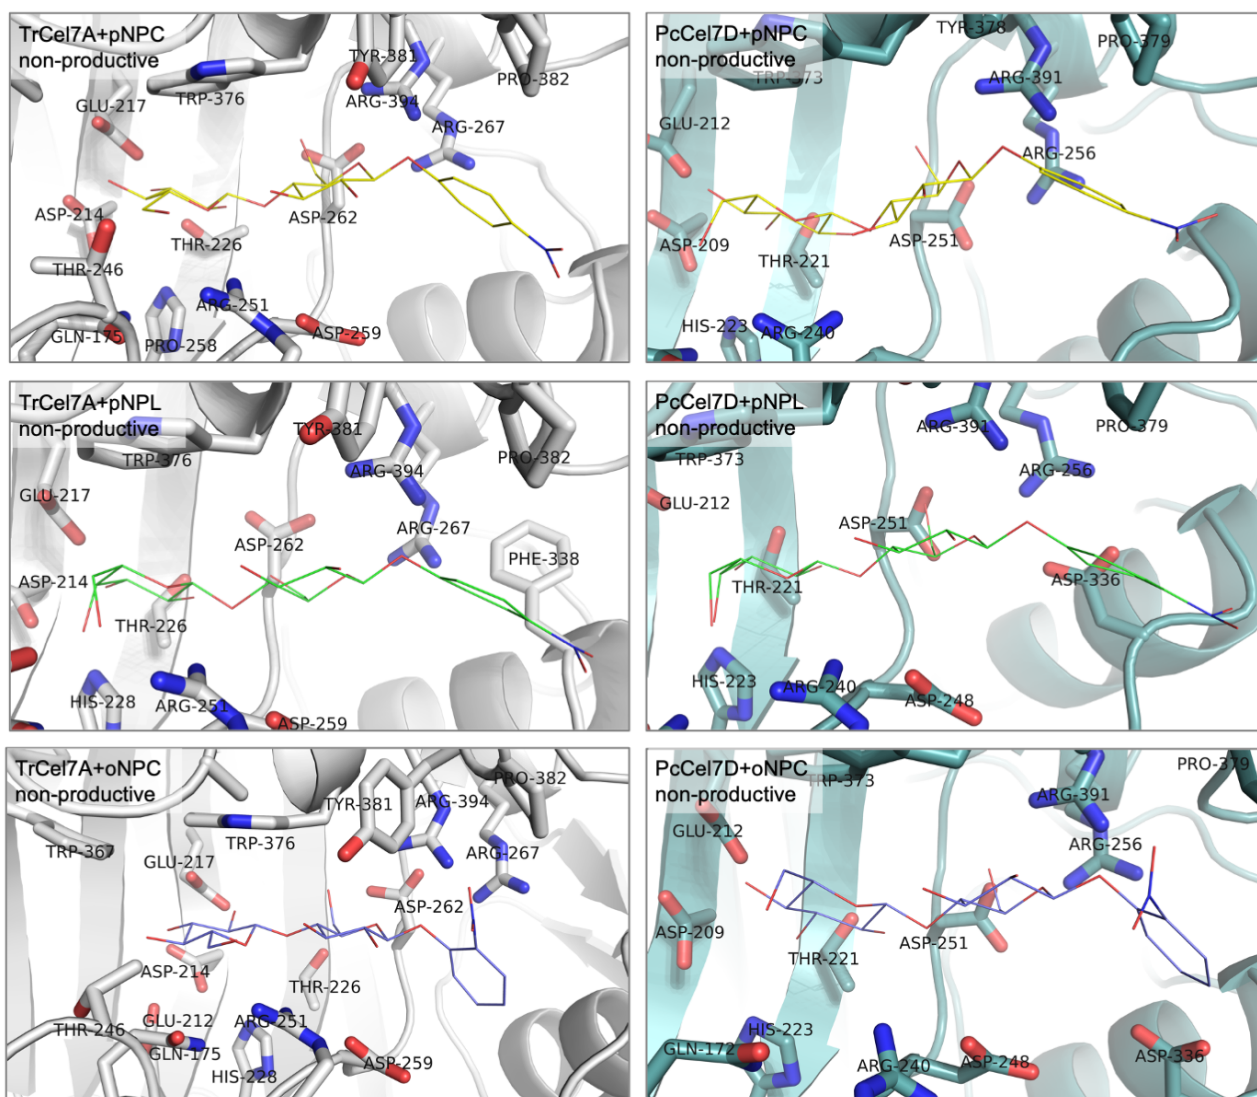 TrCel7A+pNPC
non-productive
TYR-381
PRO-382
TRP-376
GLU-217
ARG-394
ARG-267
ASP-214
ASP-262
THR-226
THR-246
ARG-251
GLN-175
PRO-258
ASP-259
PcCel7D+pNPC
non-productive
TYR-378
PRO-379
TRP-373
ARG-391
GLU-212
ARG-256
ASP-209
ASP-251
THR-221
HIS-223
ARG-240
TrCel7A+pNPL
non-productive
TYR-381
TRP-376
PRO-382
ARG-394
GLU-217
ARG-267
ASP-262
PHE-338
ASP-214
THR-226
HIS-228
ARG-251
ASP-259
PcCel7D+pNPL
non-productive
ARG-391
PRO-379
TRP-373
ARG-256
GLU-212
ASP-251
THR-221
ASP-336
HIS-223
ARG-240
ASP-248
TrCel7A+oNPC
non-productive
PRO-382
TYR-381
ARG-394
TRP-367
TRP-376
GLU-217
ARG-267
ASP-262
ASP-214
THR-226
THR-246
GLU-212
ARG-251
GLN-175
HIS-228
ASP-259
PcCel7D+oNPC
non-productive
TRP-373
PRO-379
ARG-391
GLU-212
ARG-256
ASP-209
ASP-251
THR-221
HIS-223
GLN-172
ARG-240
ASP-248
ASP-336